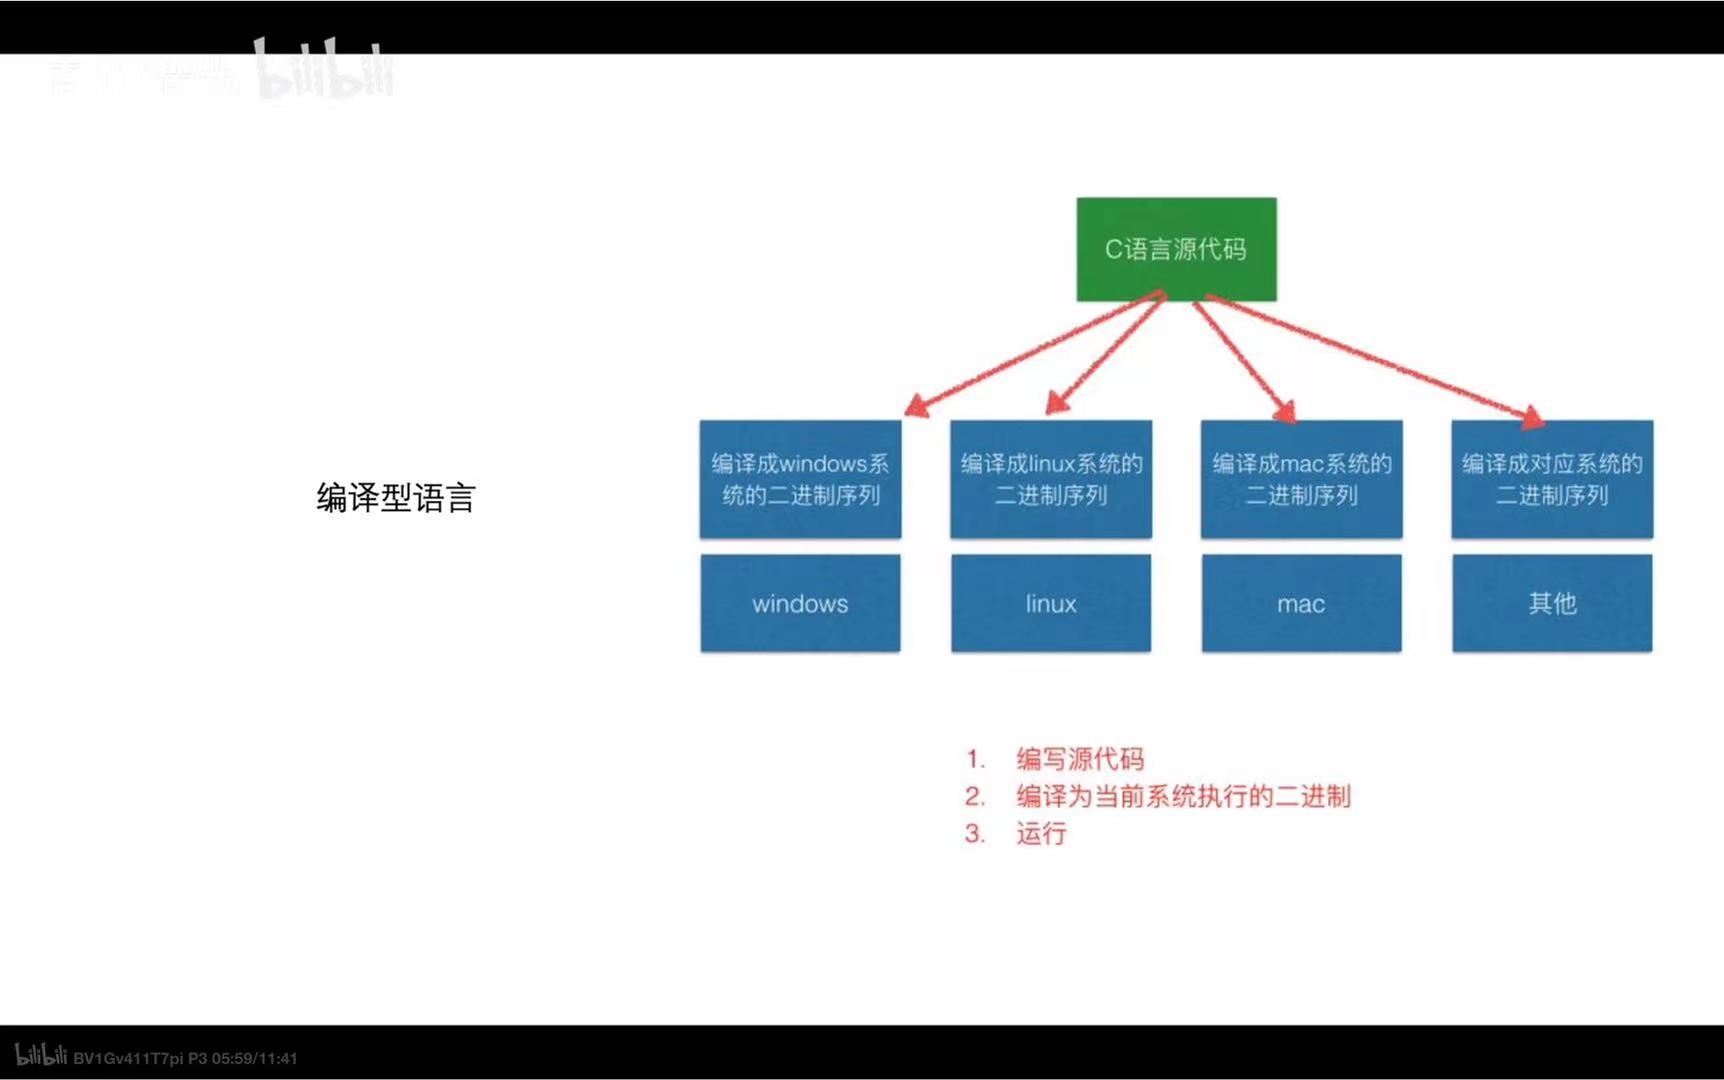 bilibili
C语言源代码
编译型语言
编译成windows系
统的二进制序列
编译成linux系统的
二进制序列
编译成mac系统的
二进制序列
编译成对应系统的
二进制序列
windows
linux
mac
其他
1. 编写源代码
2. 编译为当前系统执行的二进制
3. 运行
bilibili BV1Gv411T7pi P3 05:59/11:41